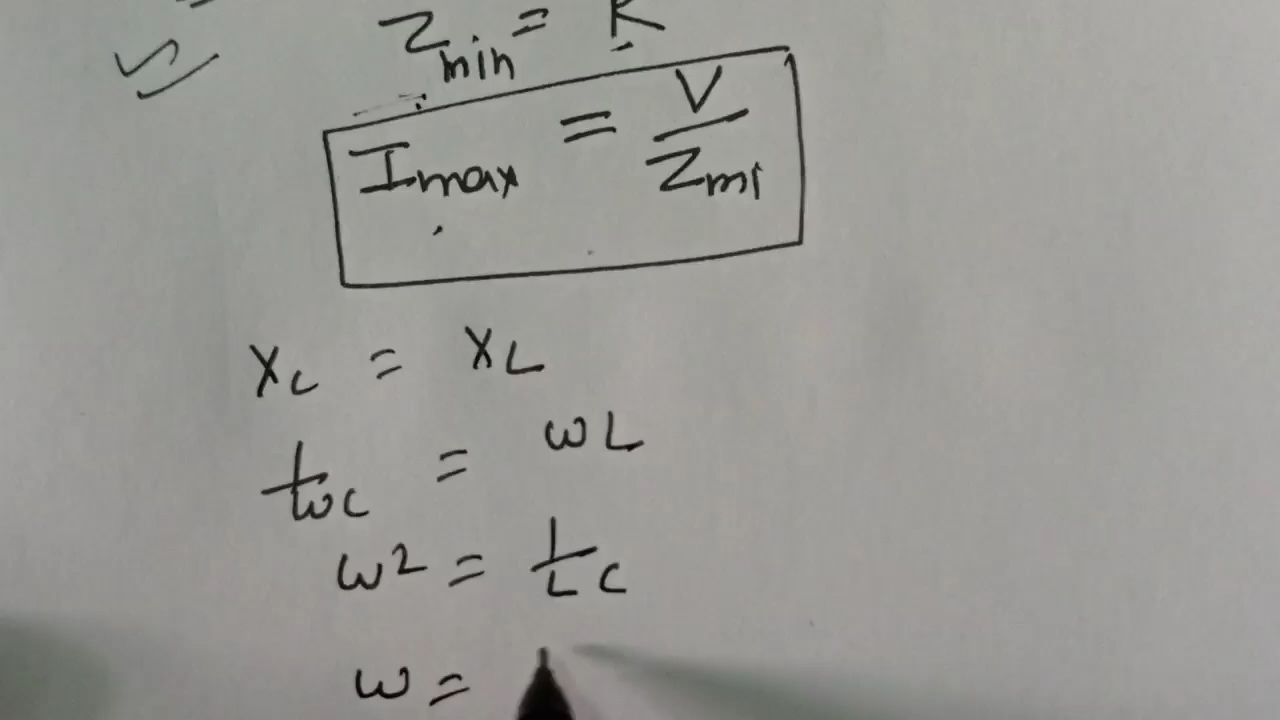 Zmin = R
Imax = V/Zmi
XC = XL
1/ωC = ωL
ω² = 1/LC
ω =